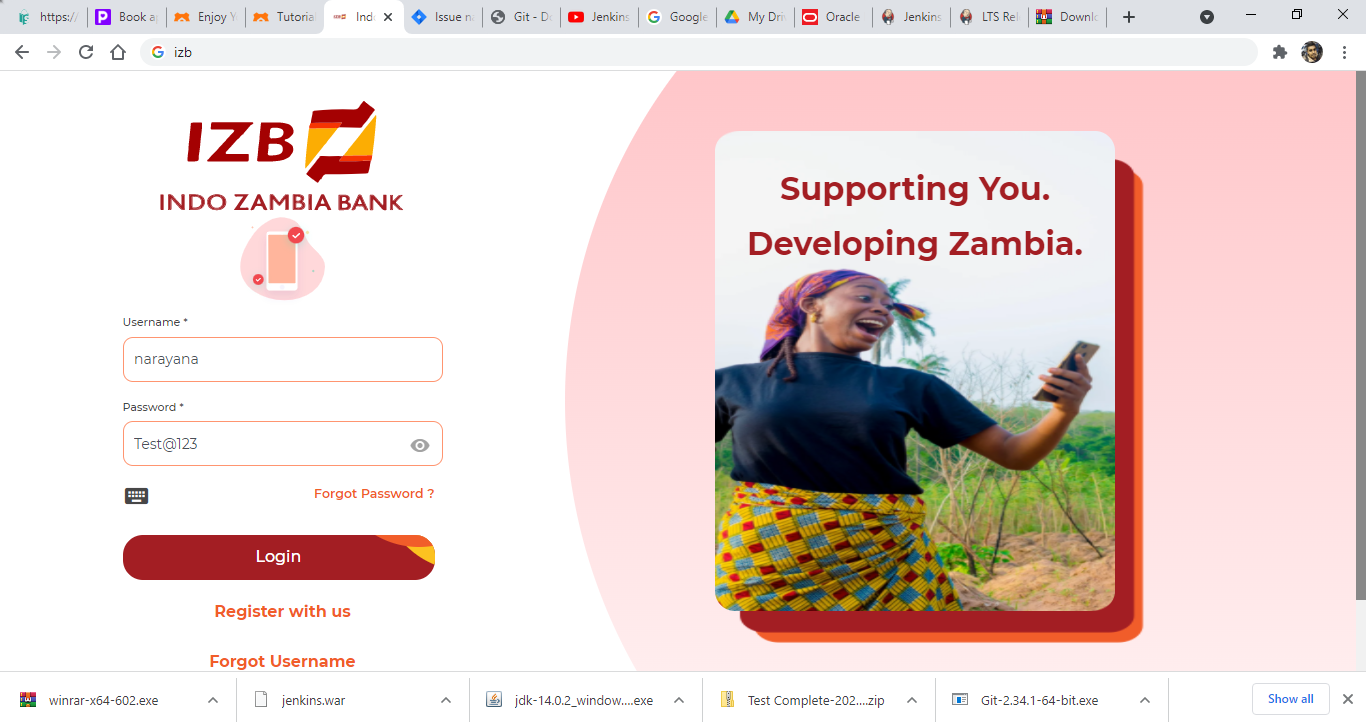 https:/
Book a
Enjoy Y
Tutoria
Ind
Issue n
Git - D
Jenkins
Google
My Dri
Oracle
Jenkins
LTS Rel
Downlo
izb
IZB
INDO ZAMBIA BANK
Username *
narayana
Password *
Test@123
Forgot Password ?
Login
Register with us
Forgot Username
Supporting You.
Developing Zambia.
winrar-x64-602.exe
jenkins.war
jdk-14.0.2_window....exe
Test Complete-202....zip
Git-2.34.1-64-bit.exe
Show all